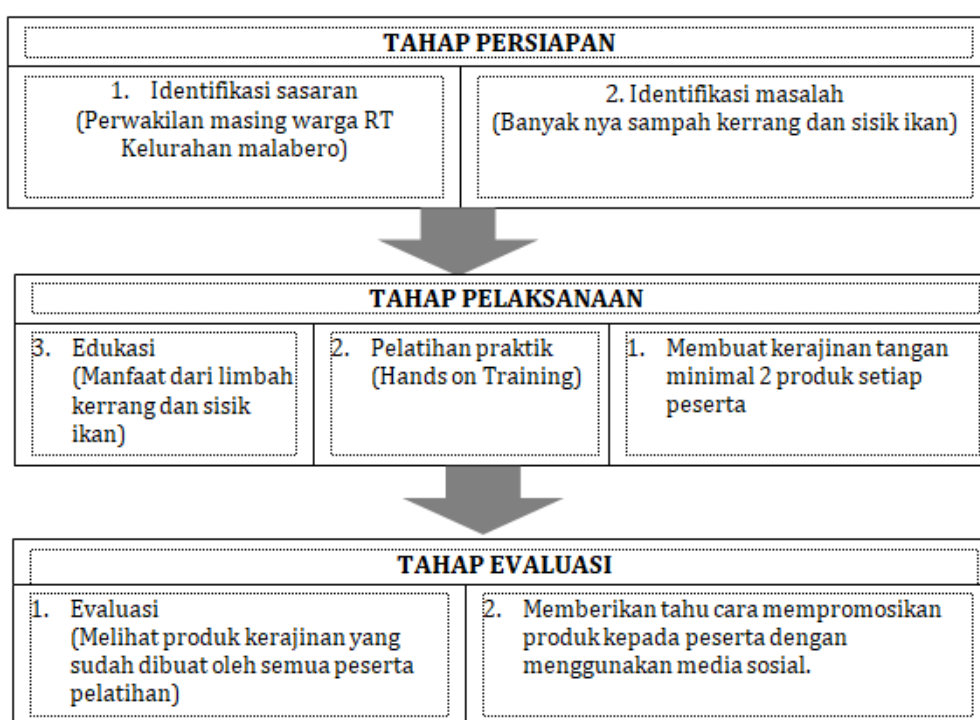 TAHAP PERSIAPAN
1. Identifikasi sasaran
(Perwakilan masing warga RT
Kelurahan malabero)
2. Identifikasi masalah
(Banyak nya sampah kerrang dan sisik ikan)
TAHAP PELAKSANAAN
3. Edukasi
(Manfaat dari limbah
kerrang dan sisik
ikan)
2. Pelatihan praktik
(Hands on Training)
1. Membuat kerajinan tangan
minimal 2 produk setiap
peserta
TAHAP EVALUASI
1. Evaluasi
(Melihat produk kerajinan yang
sudah dibuat oleh semua peserta
pelatihan)
2. Memberikan tahu cara mempromosikan
produk kepada peserta dengan
menggunakan media sosial.